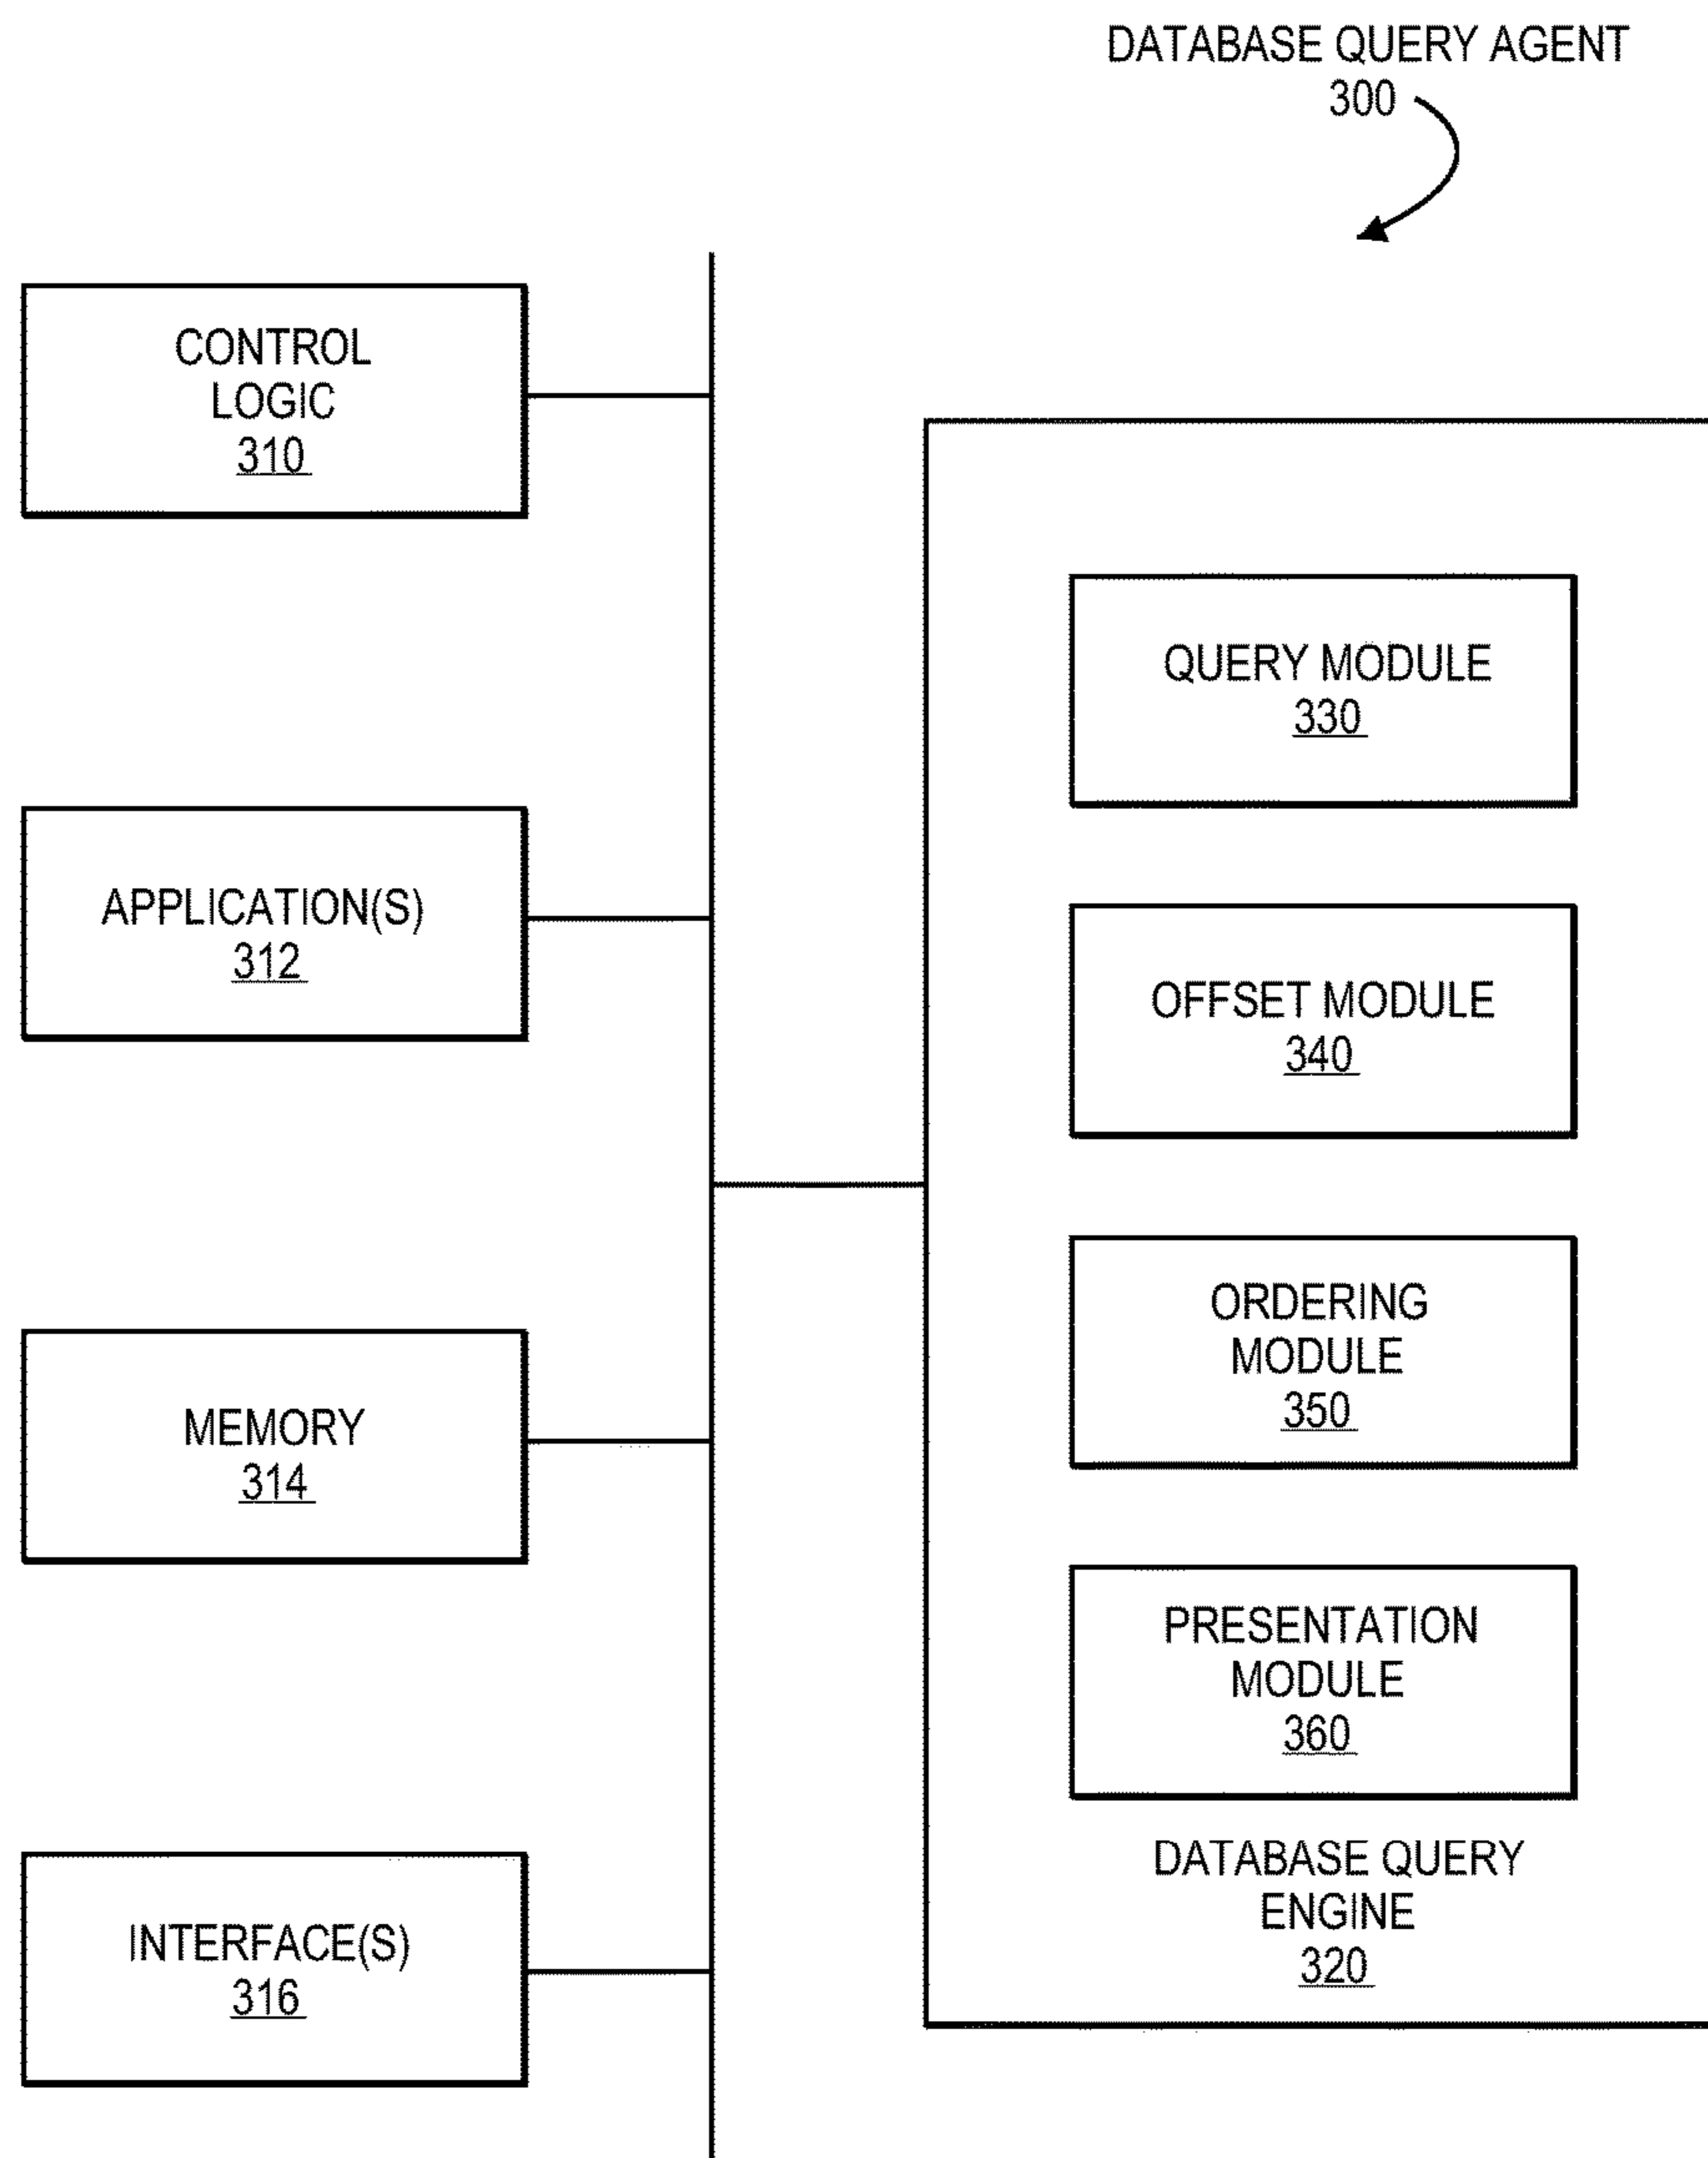 DATABASE QUERY AGENT
300
CONTROL
LOGIC
310
APPLICATION(S)
312
MEMORY
314
INTERFACE(S)
316
QUERY MODULE
330
OFFSET MODULE
340
ORDERING
MODULE
350
PRESENTATION
MODULE
360
DATABASE QUERY
ENGINE
320